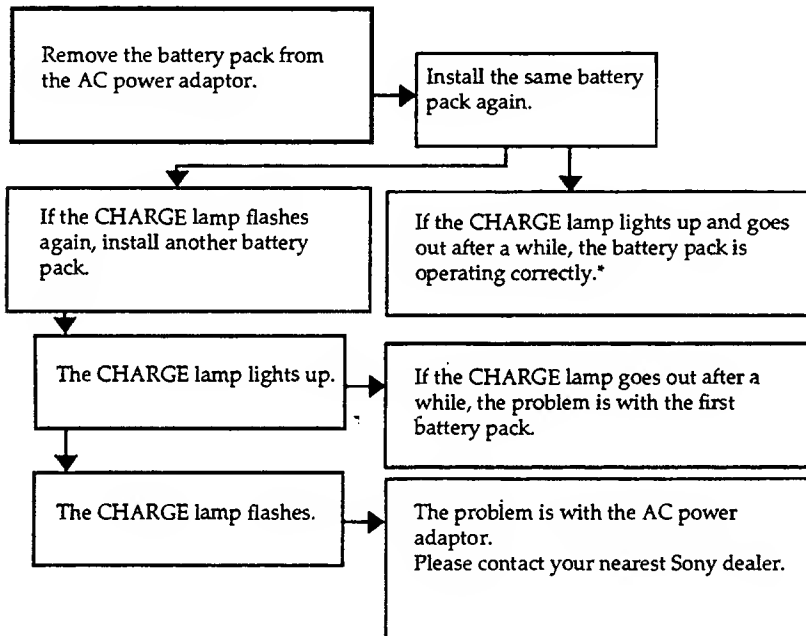 Remove the battery pack from
the AC power adaptor.
Install the same battery
pack again.
If the CHARGE lamp flashes
again, install another battery
pack.
If the CHARGE lamp lights up and goes
out after a while, the battery pack is
operating correctly.*
The CHARGE lamp lights up.
If the CHARGE lamp goes out after a
while, the problem is with the first
battery pack.
The CHARGE lamp flashes.
The problem is with the AC power
adaptor.
Please contact your nearest Sony dealer.